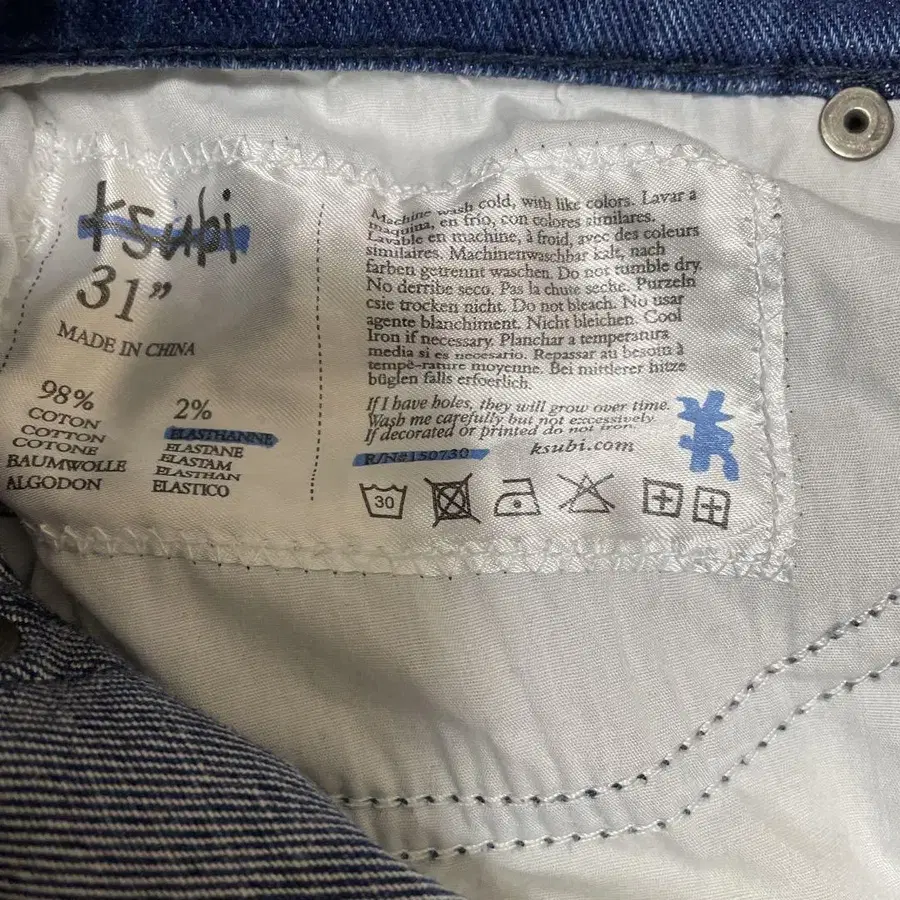 ksubi
31”
MADE IN CHINA
98%
COTON
COTTON
COTONE
BAUMWOLLE
ALGODON
2%
ELASTHANNE
ELASTANE
ELASTAM
ELASTHAN
ELASTICO
Machine wash cold, with like colors. Lavar a
maquina, en frío, con colores similares.
Lavable en machine, à froid, avec des coleurs
similaires. Machinenwaschbar kalt, nach
farben getrennt waschen. Do not tumble dry.
No derribe seco. Pas la chute seche. Purzeln
csie trocken nicht. Do not bleach. No usar
agente blanchiment. Nicht bleichen. Cool
Iron if necessary. Planchar a temperatura
media si es necesario. Repasser au besoin à
tempé-rature moyenne. Bei mittlerer hitze
büglen falls erfoerlich.
If I have holes, they will grow over time.
Wash me carefully but not excessively.
If decorated or printed do not iron.
R/N#150730
ksubi.com
30